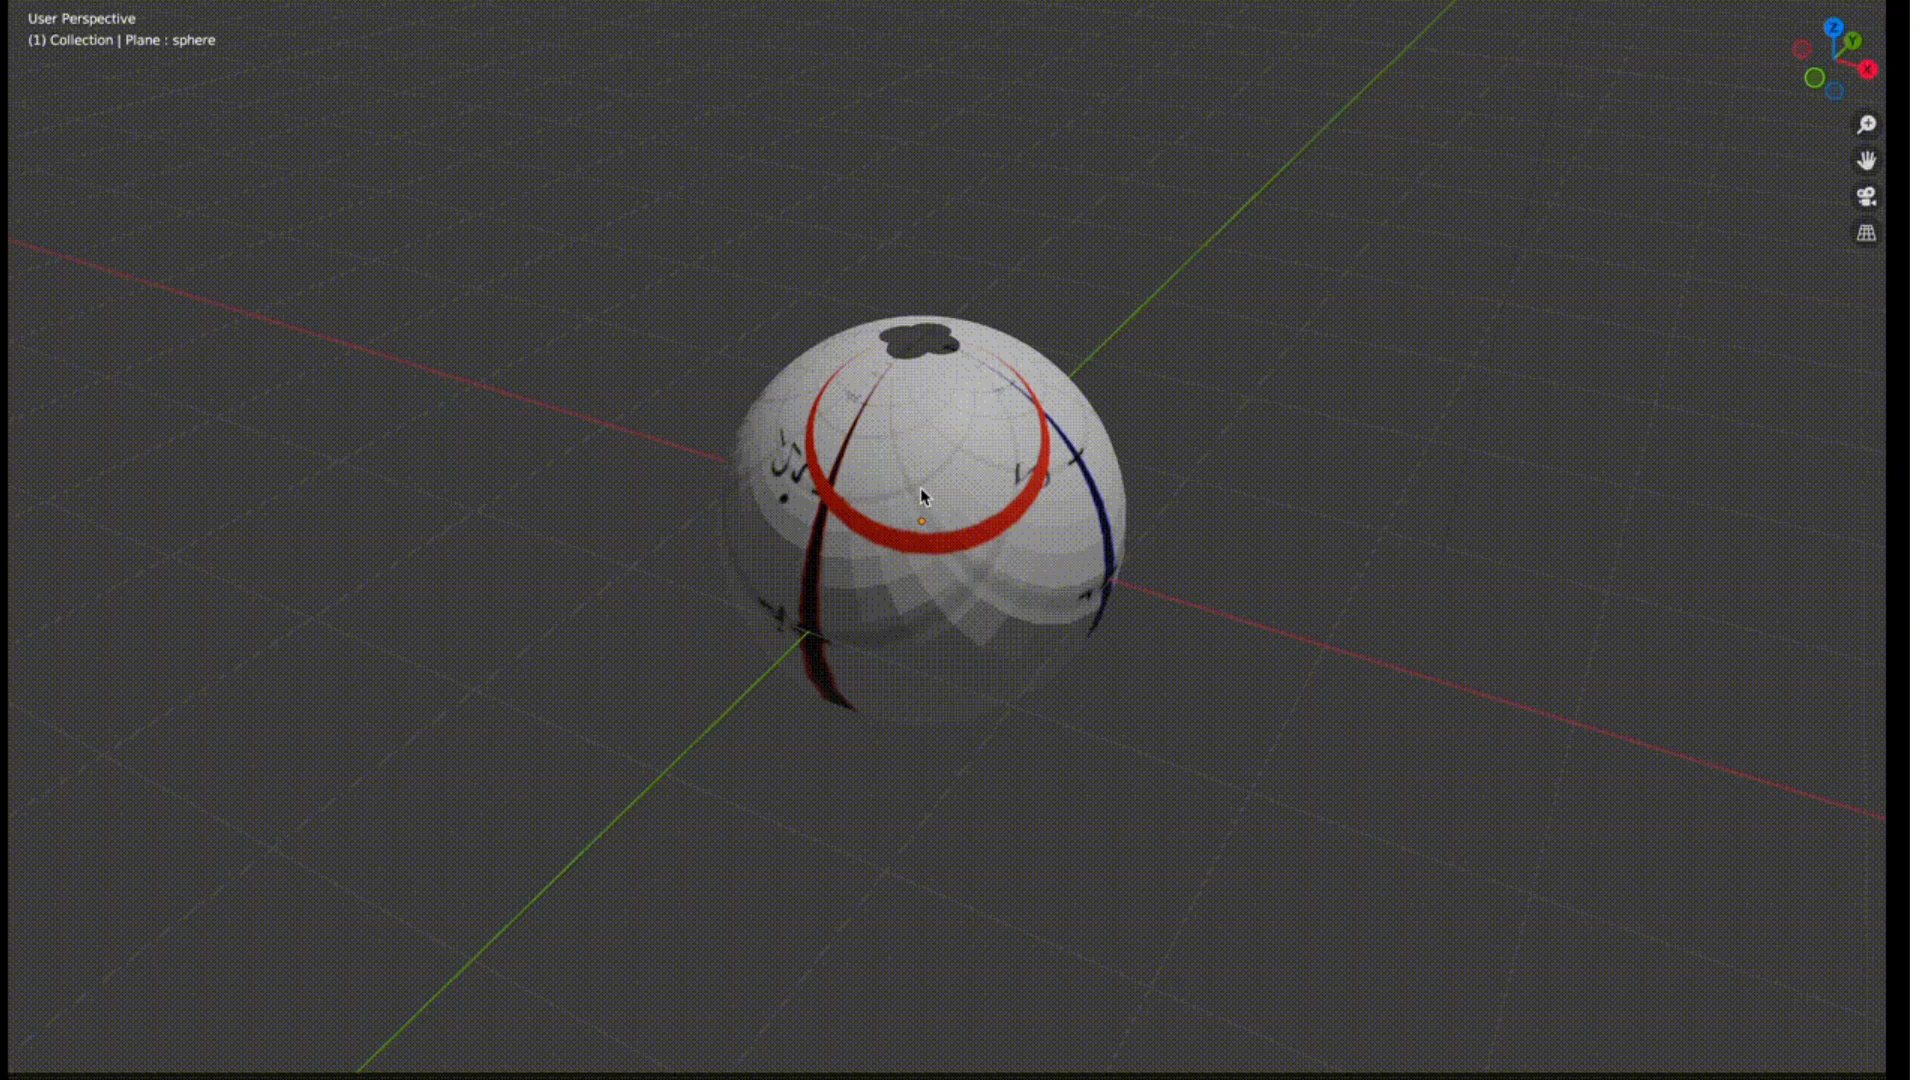 User Perspective
(1) Collection | Plane : sphere
Z
Y
X